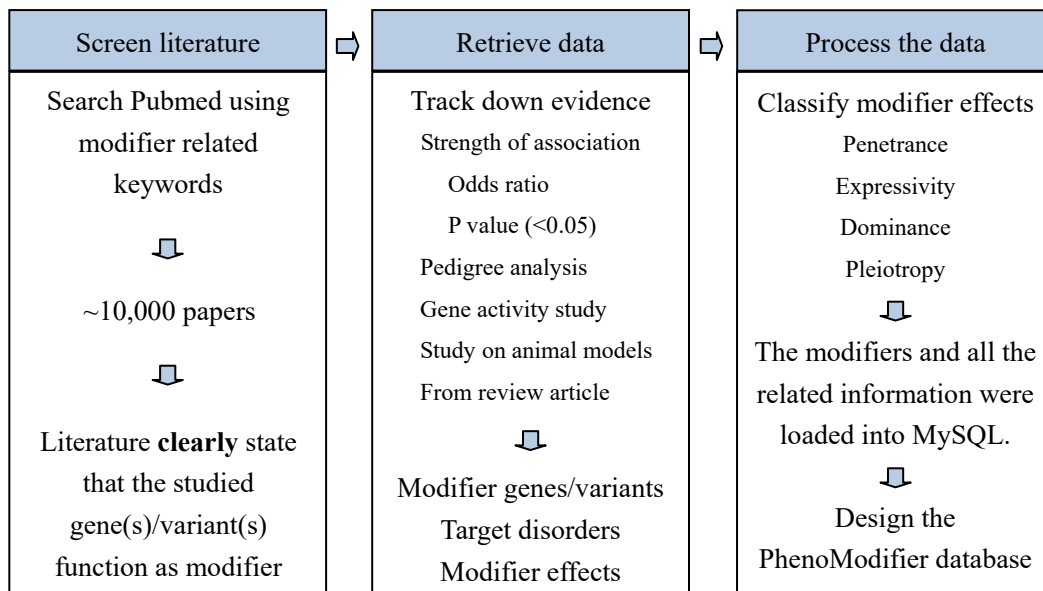 Screen literature
Search Pubmed using
modifier related
keywords
~10,000 papers
Literature clearly state
that the studied
gene(s)/variant(s)
function as modifier
Retrieve data
Track down evidence
Strength of association
Odds ratio
P value (<0.05)
Pedigree analysis
Gene activity study
Study on animal models
From review article
Modifier genes/variants
Target disorders
Modifier effects
Process the data
Classify modifier effects
Penetrance
Expressivity
Dominance
Pleiotropy
The modifiers and all the
related information were
loaded into MySQL.
Design the
PhenoModifier database